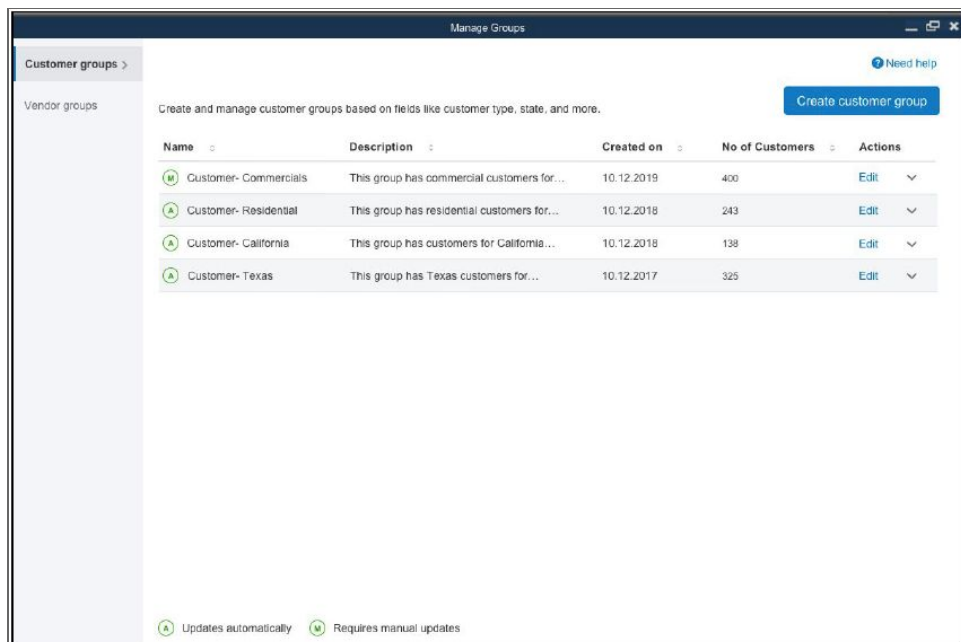 Manage Groups
Customer groups >
Need help
Vendor groups
Create and manage customer groups based on fields like customer type, state, and more.
Create customer group
Name Description Created on No of Customers Actions
M Customer- Commercials This group has commercial customers for... 10.12.2019 400 Edit
A Customer- Residential This group has residential customers for... 10.12.2018 243 Edit
A Customer- California This group has customers for California... 10.12.2018 138 Edit
A Customer- Texas This group has Texas customers for... 10.12.2017 325 Edit
A Updates automatically M Requires manual updates